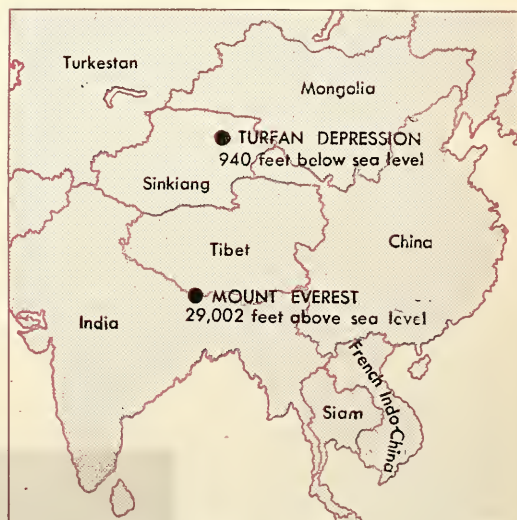 Turkestan
Mongolia
TURFAN DEPRESSION
940 feet below sea level
Sinkiang
Tibet
China
MOUNT EVEREST
29,002 feet above sea level
India
French Indo-China
Siam